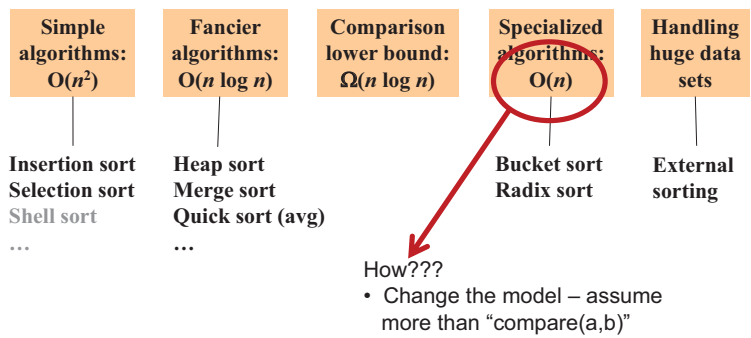 Simple
algorithms:
O(n²)
Fancier
algorithms:
O(n log n)
Comparison
lower bound:
Ω(n log n)
Specialized
algorithms:
O(n)
Handling
huge data
sets
Insertion sort
Selection sort
Shell sort
…
Heap sort
Merge sort
Quick sort (avg)
…
Bucket sort
Radix sort
External
sorting
How???
• Change the model – assume
more than “compare(a,b)”